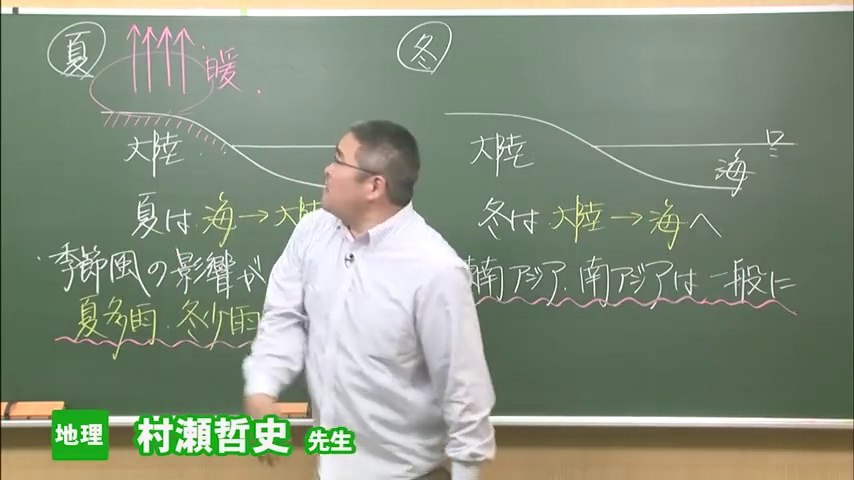 夏
暖
大陸
夏は海→大陸
季節風の影響が
夏多雨.冬少雨
冬
大陸
海
冬は大陸→海へ
南アジア.南アジアは一般に
地理
村瀬哲史 先生